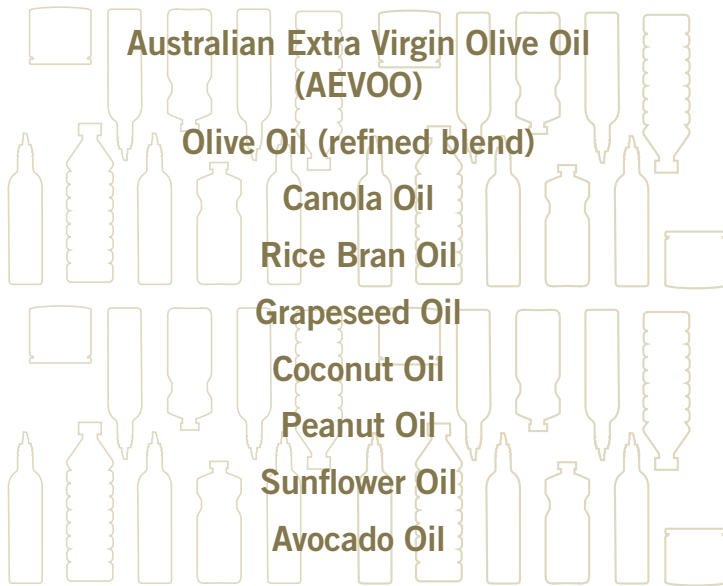 Australian Extra Virgin Olive Oil
(AEVOO)
Olive Oil (refined blend)
Canola Oil
Rice Bran Oil
Grapeseed Oil
Coconut Oil
Peanut Oil
Sunflower Oil
Avocado Oil